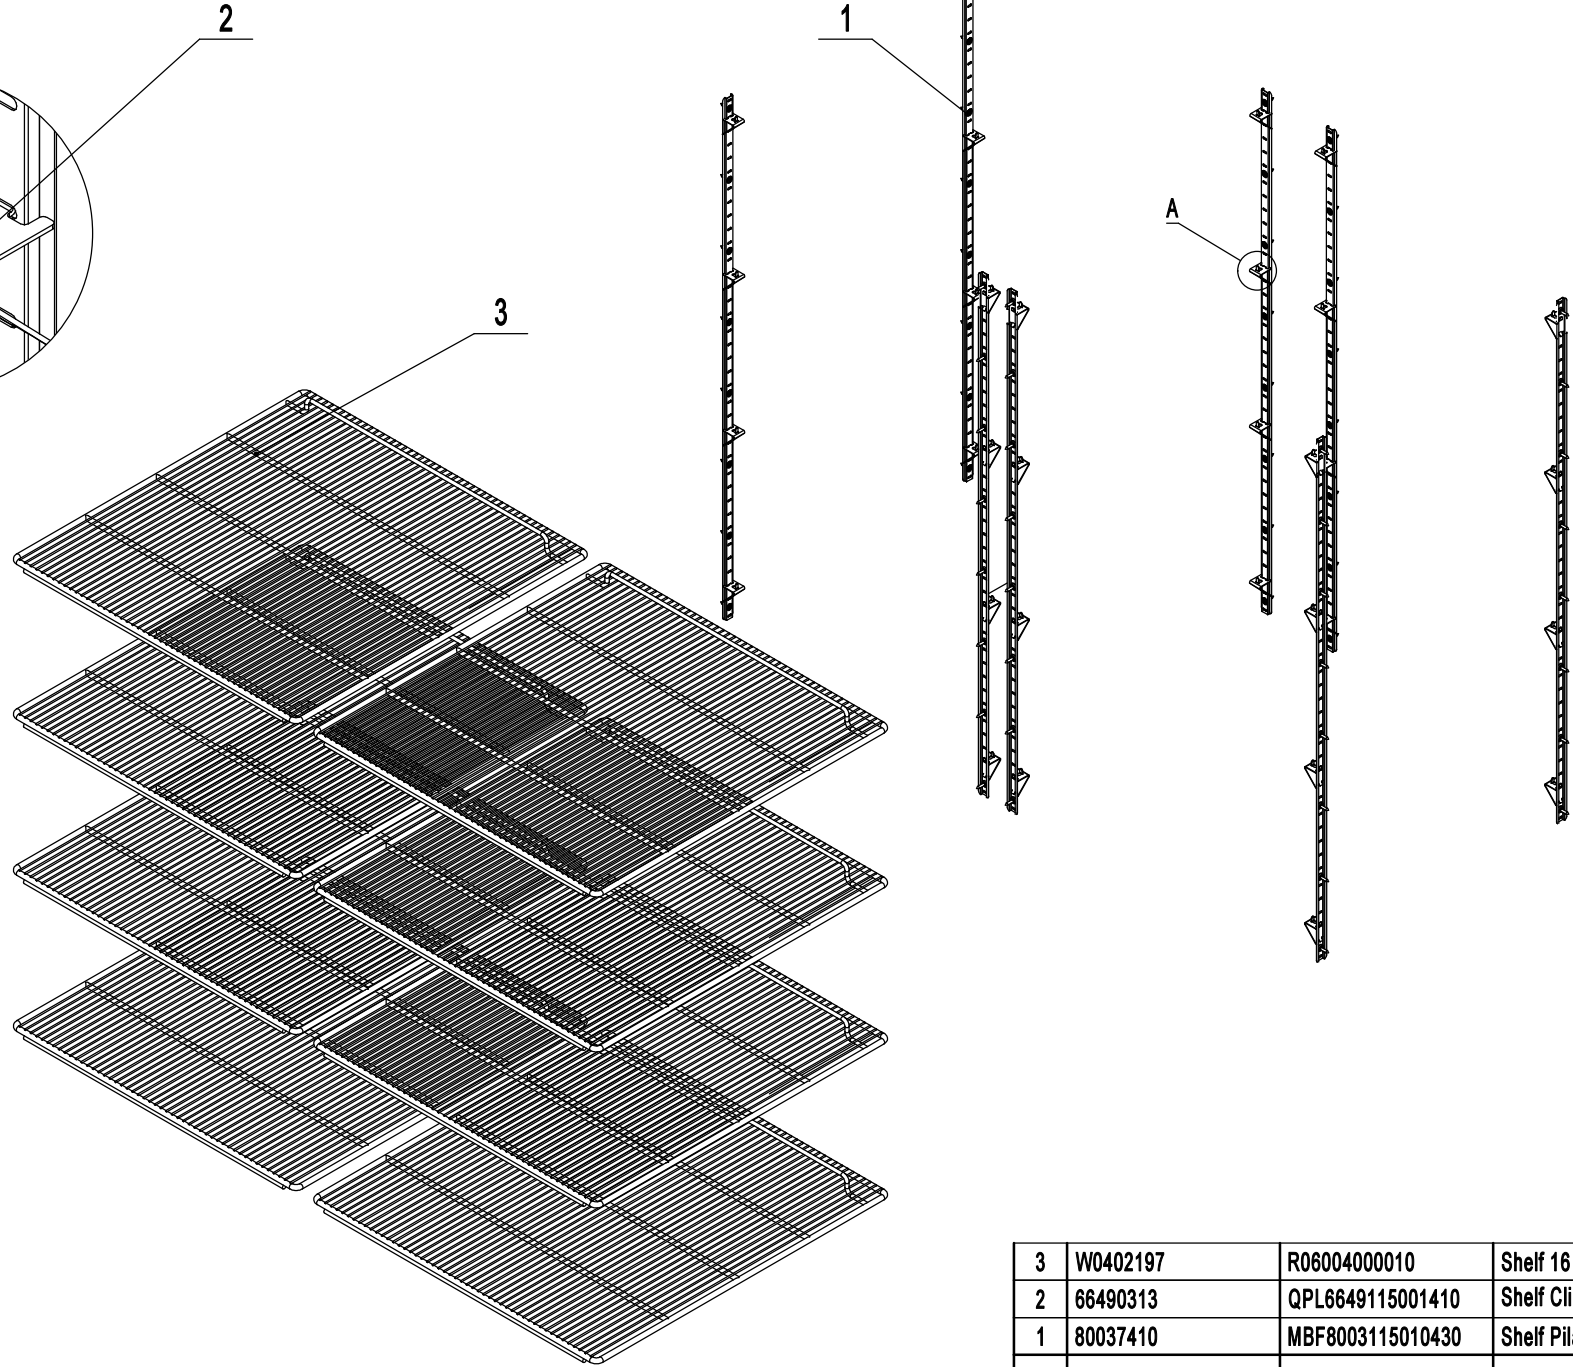 2
1
A
3
3 W0402197 R06004000010 Shelf 16
2 66490313 QPL6649115001410 Shelf Cli
1 80037410 MBF8003115010430 Shelf Pil